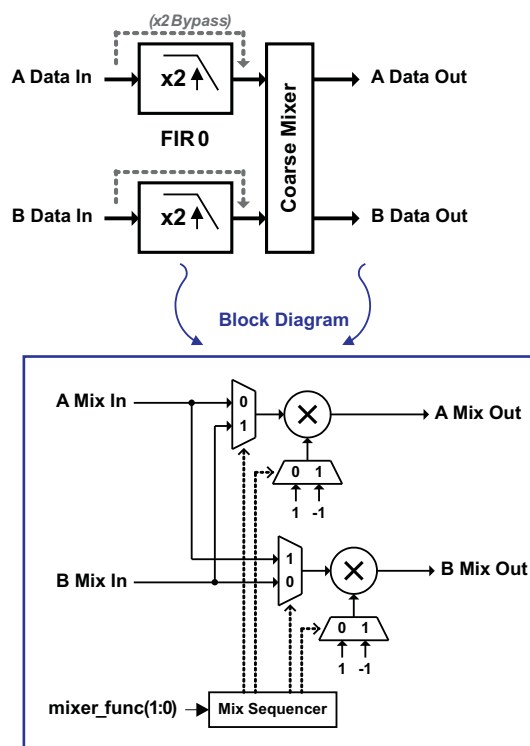 (x2 Bypass)
A Data In
x2
A Data Out
FIR 0
Coarse Mixer
B Data In
x2
B Data Out
Block Diagram
A Mix In
0
1
A Mix Out
0 1
1 -1
B Mix In
1
0
B Mix Out
0 1
1 -1
mixer_func(1:0)
Mix Sequencer